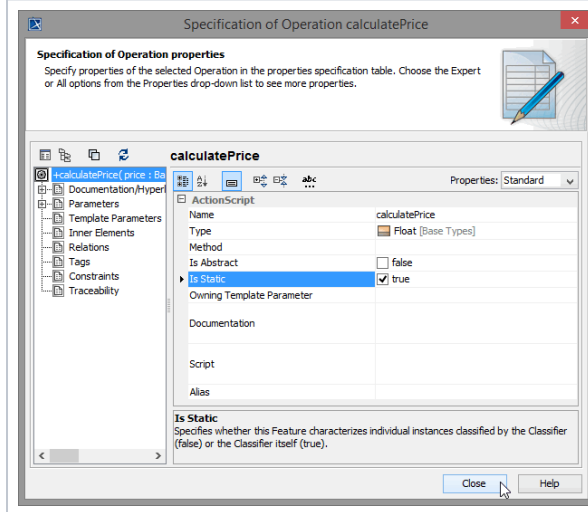 Specification of Operation calculatePrice
Specification of Operation properties
Specify properties of the selected Operation in the properties specification table. Choose the Expert
or All options from the Properties drop-down list to see more properties.
calculatePrice
+calculatePrice( price : Ba
Documentation/Hyperl
Parameters
Template Parameters
Inner Elements
Relations
Tags
Constraints
Traceability
abc
Properties: Standard
ActionScript
Name calculatePrice
Type Float [Base Types]
Method
Is Abstract false
Is Static true
Owning Template Parameter
Documentation
Script
Alias
Is Static
Specifies whether this Feature characterizes individual instances classified by the Classifier
(false) or the Classifier itself (true).
Close Help